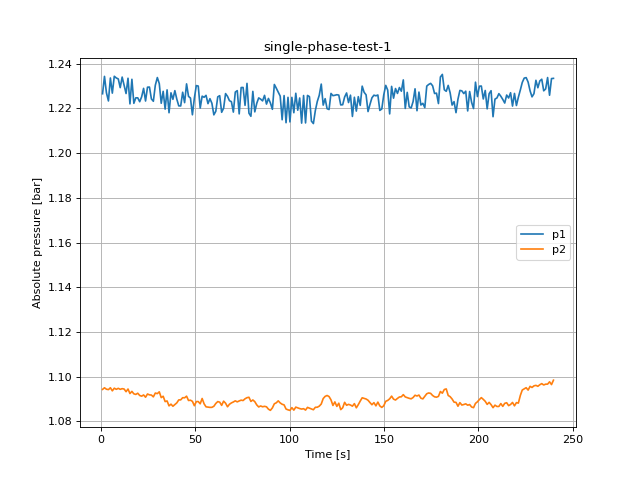 single-phase-test-1
1.24
1.22
1.20
1.18
1.16
1.14
1.12
1.10
1.08
Absolute pressure [bar]
p1
p2
0 50 100 150 200 250
Time [s]